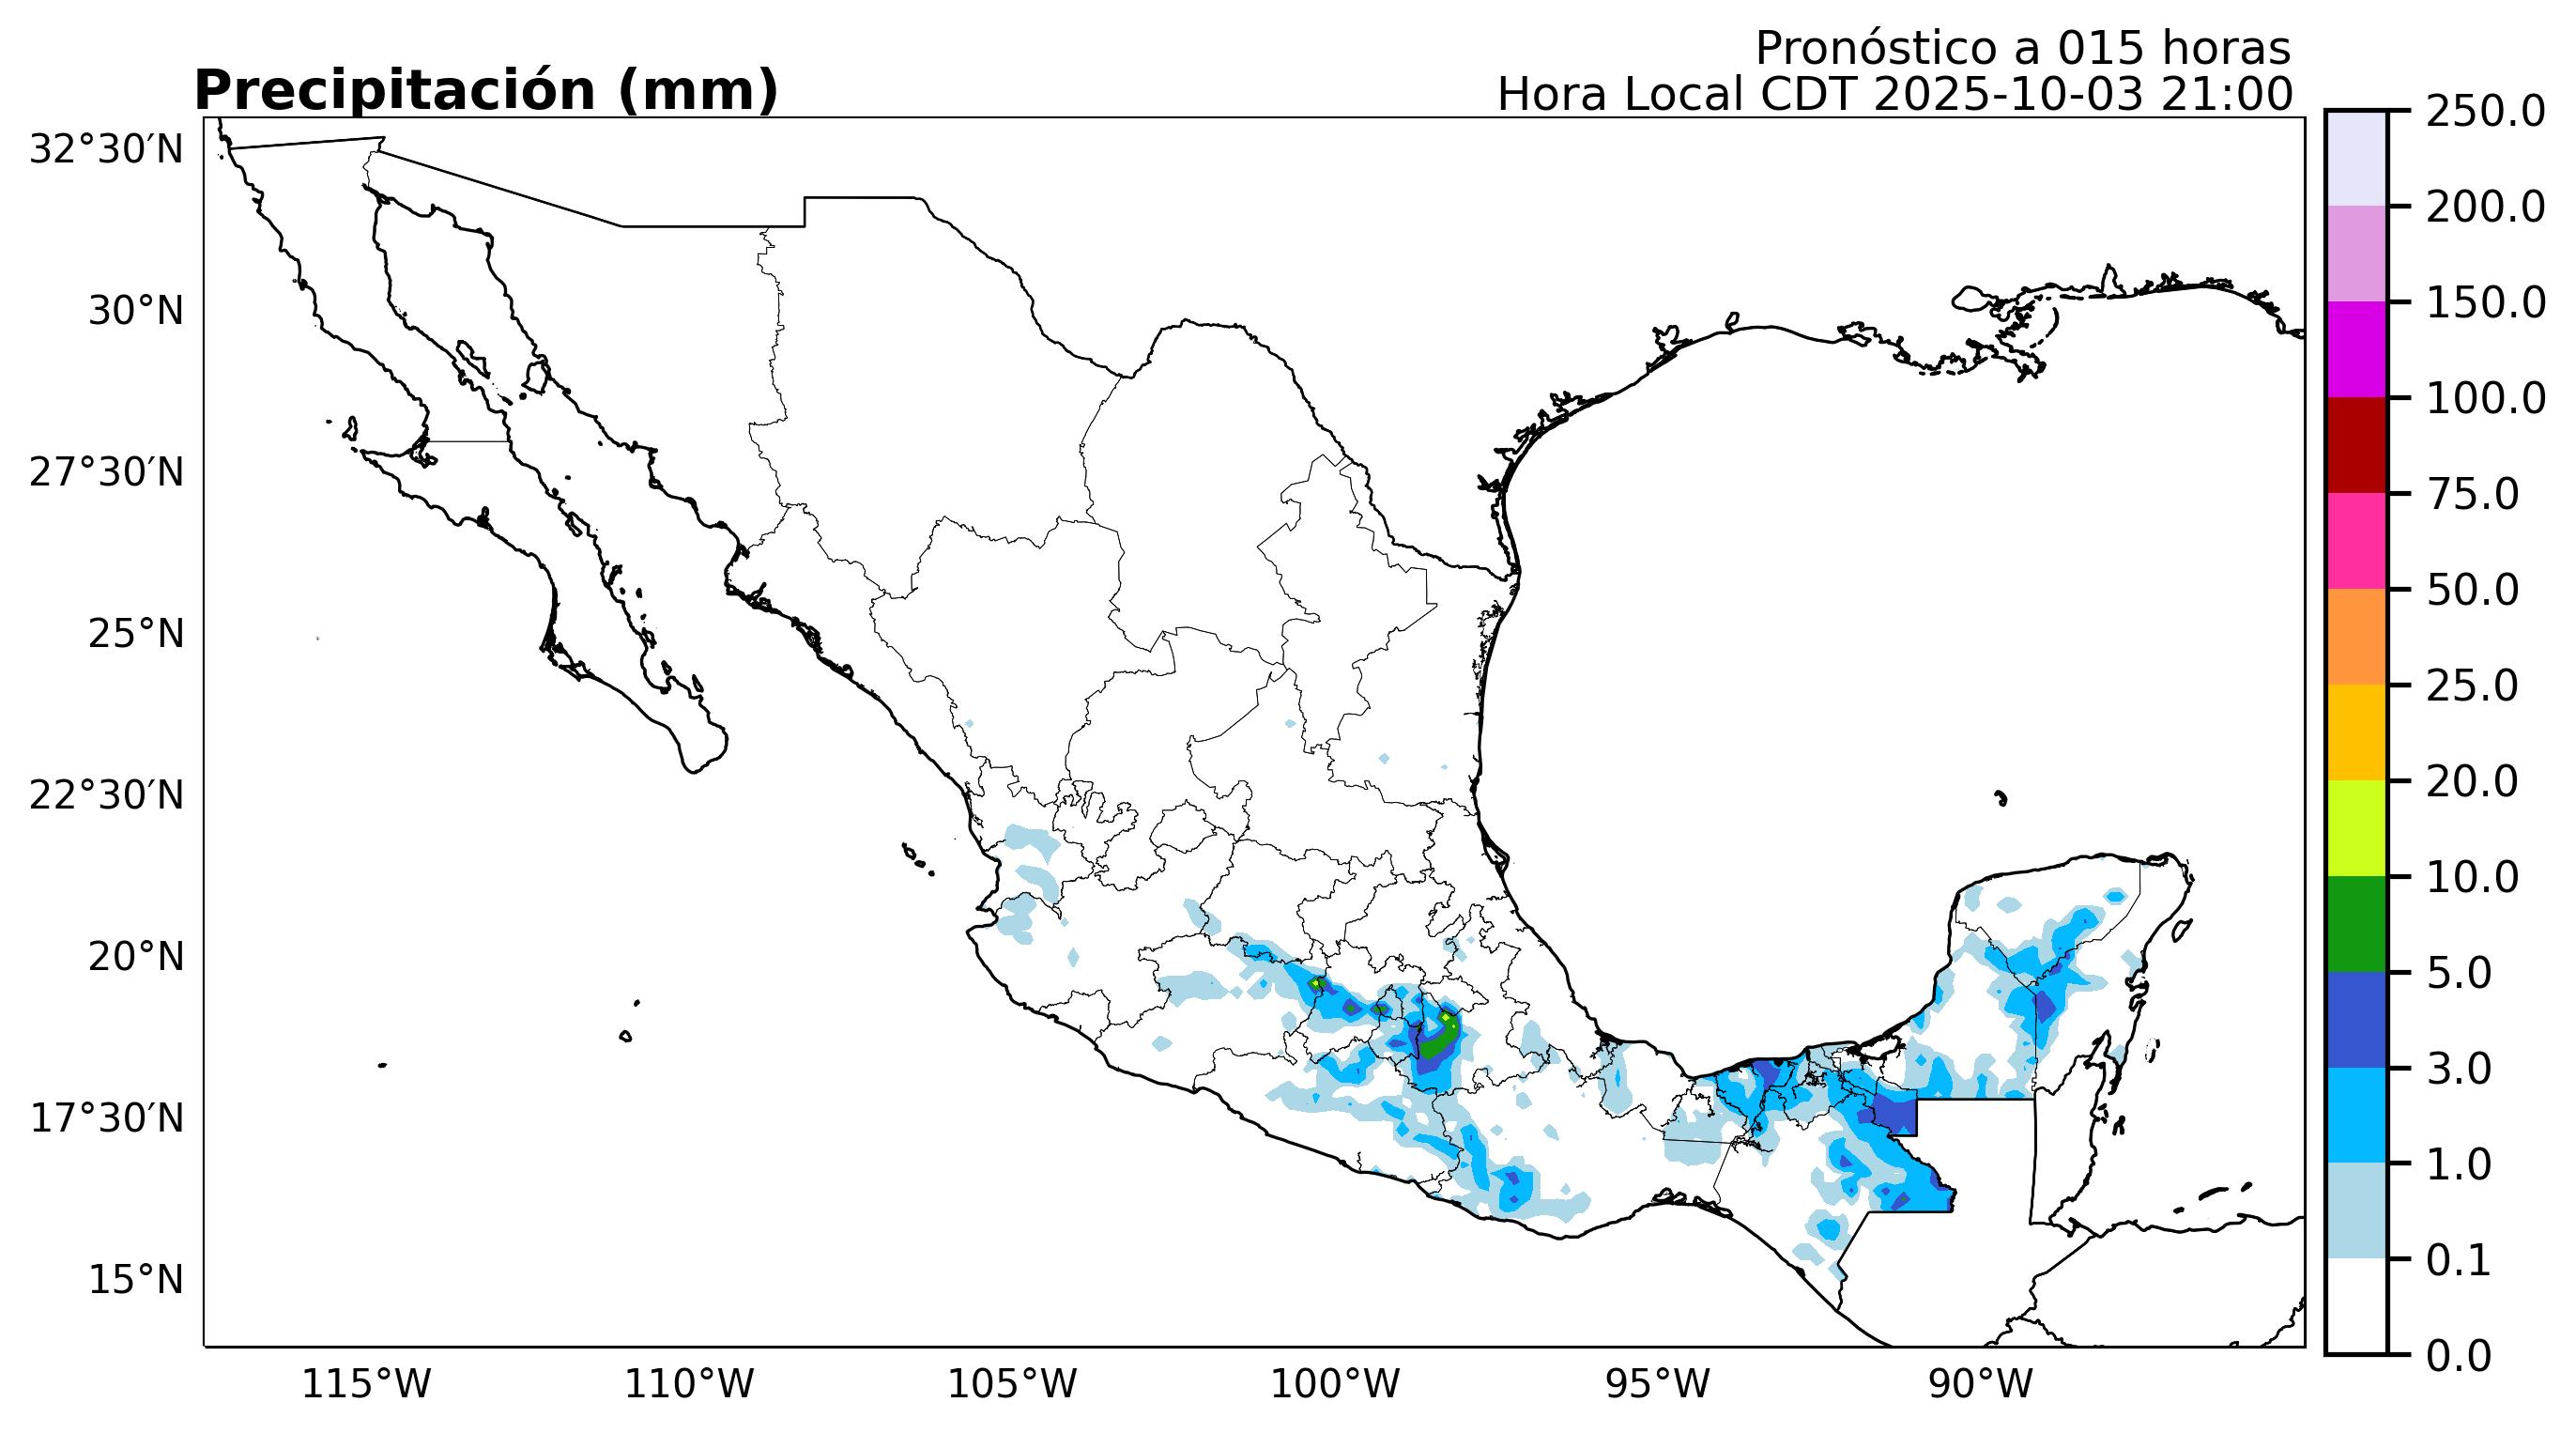 Pronóstico a 015 horas
Precipitación (mm)
Hora Local CDT 2025-10-03 21:00
32°30′N
30°N
27°30′N
25°N
22°30′N
20°N
17°30′N
15°N
115°W
110°W
105°W
100°W
95°W
90°W
250.0
200.0
150.0
100.0
75.0
50.0
25.0
20.0
10.0
5.0
3.0
1.0
0.1
0.0